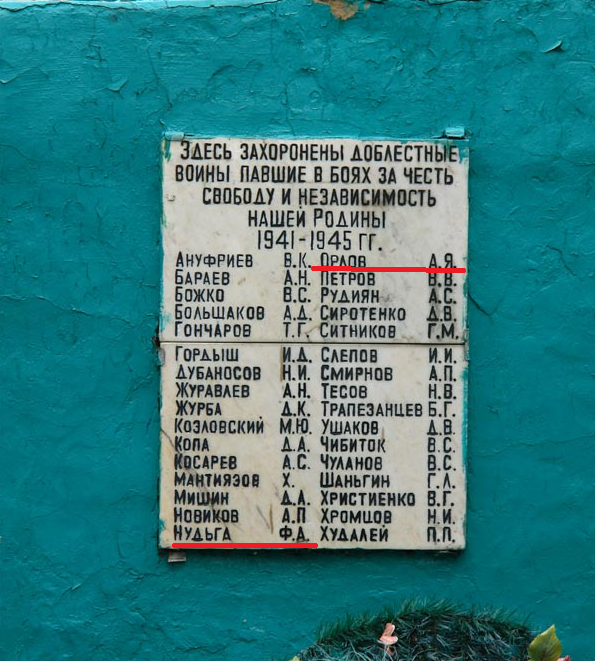 ЗДЕСЬ ЗАХОРОНЕНЫ ДОБЛЕСТНЫЕ
ВОИНЫ ПАВШИЕ В БОЯХ ЗА ЧЕСТЬ
СВОБОДУ И НЕЗАВИСИМОСТЬ
НАШЕЙ РОДИНЫ
1941-1945 ГГ.
АНУФРИЕВ В.К.
БАРАЕВ А.Н.
БОЖКО В.С.
БОЛЬШАКОВ А.Д.
ГОНЧАРОВ Т.Г.
ГОРДЫШ И.Д.
ДУБАНОСОВ Н.И.
ЖУРАВЛЕВ А.Н.
ЖУРБА Д.К.
КОЗЛОВСКИЙ М.Ю.
КОЛА Д.А.
КОСАРЕВ А.С.
МАНТИЯЗОВ Х.
МИШИН Д.А.
НОВИКОВ А.П
НУДЬГА Ф.А.
ОРЛОВ А.Я.
ПЕТРОВ В.В.
РУДИЯН А.С.
СИРОТЕНКО Д.В.
СИТНИКОВ Г.М.
СЛЕПОВ И.И.
СМИРНОВ А.П.
ТЕСОВ Н.В.
ТРАПЕЗАНЦЕВ Б.Г.
УШАКОВ Д.В.
ЧИБИТОК В.С.
ЧУЛАНОВ В.С.
ШАНЬГИН Г.Л.
ХРИСТИЕНКО В.Г.
ХРОМЦОВ Н.И.
ХУДАЛЕЙ П.П.